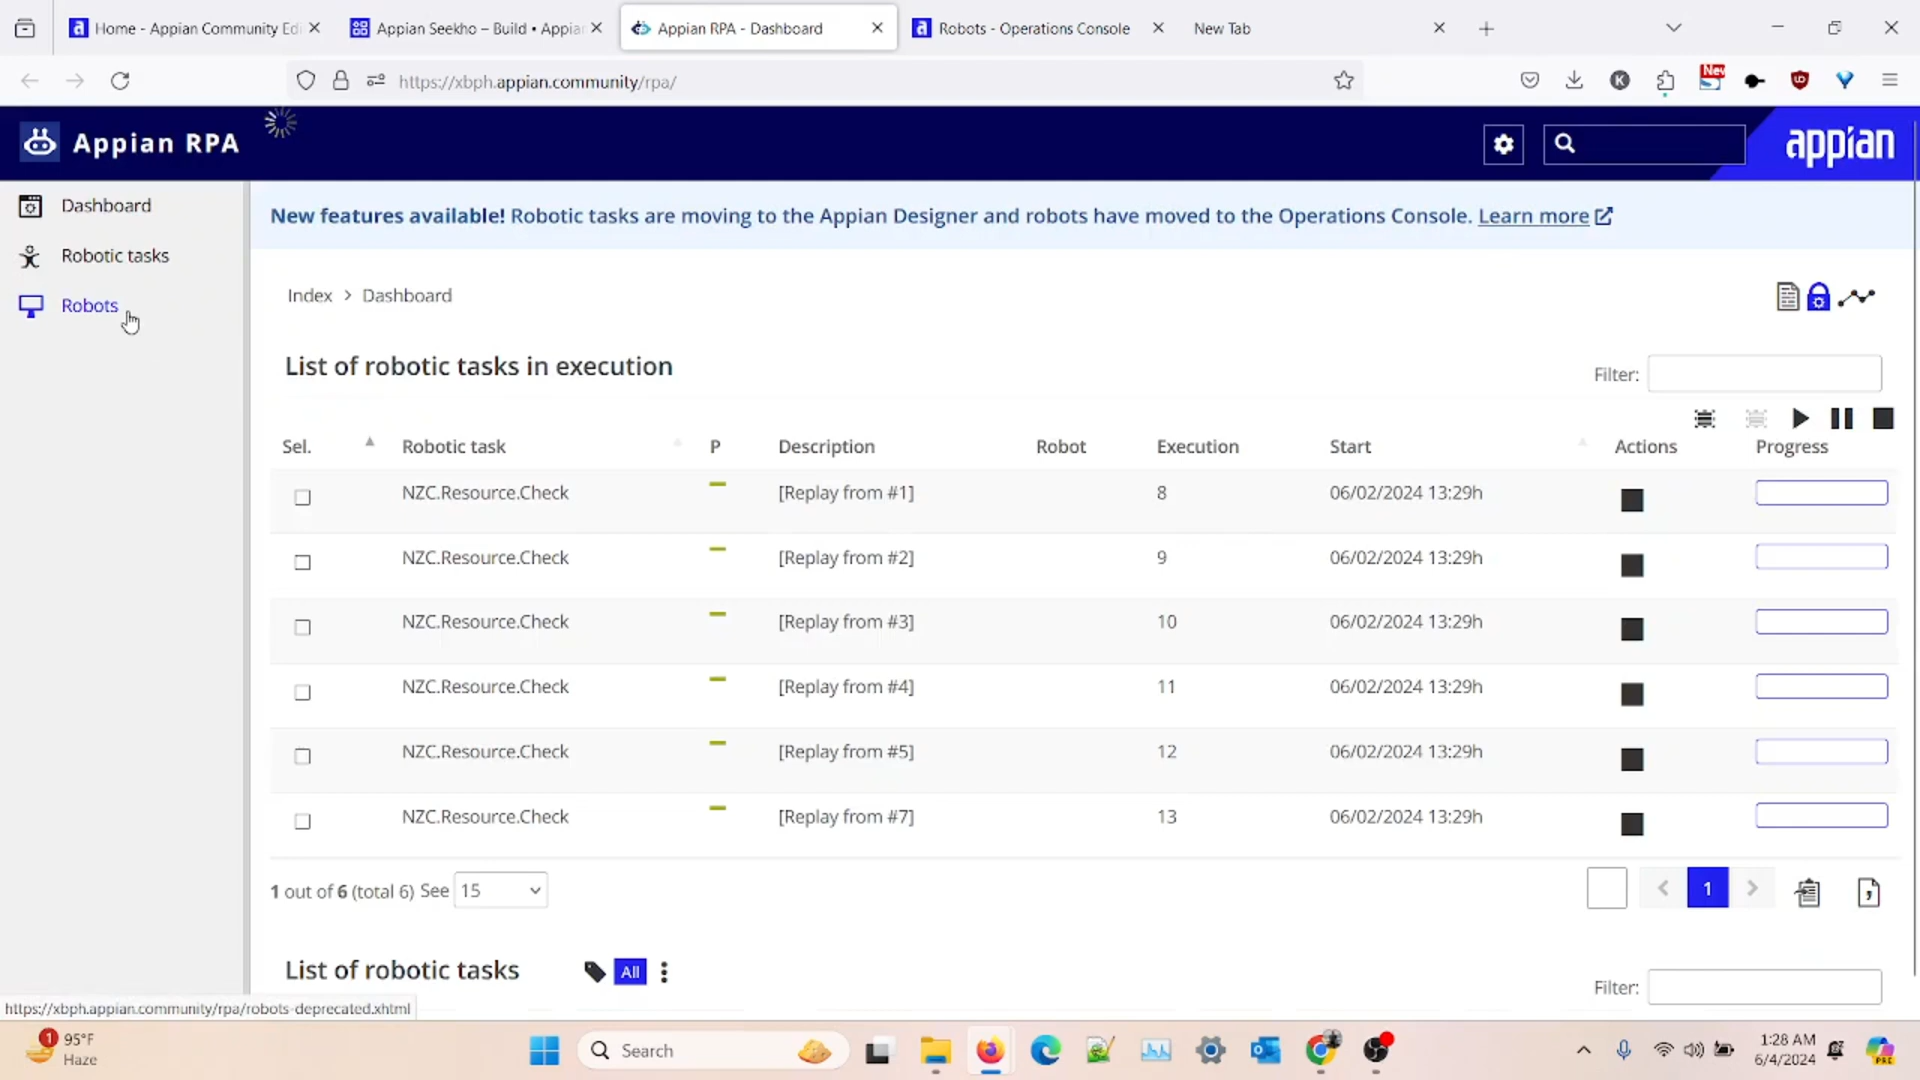 Home - Appian Community Edi
Appian Seekho – Build • Appian
Appian RPA - Dashboard
Robots - Operations Console
New Tab
https://xbph.appian.community/rpa/
K
New
Appian RPA
appian
Dashboard
Robotic tasks
Robots
New features available! Robotic tasks are moving to the Appian Designer and robots have moved to the Operations Console. Learn more
Index > Dashboard
List of robotic tasks in execution
Filter:
Sel. Robotic task P Description Robot Execution Start Actions Progress
NZC.Resource.Check [Replay from #1] 8 06/02/2024 13:29h
NZC.Resource.Check [Replay from #2] 9 06/02/2024 13:29h
NZC.Resource.Check [Replay from #3] 10 06/02/2024 13:29h
NZC.Resource.Check [Replay from #4] 11 06/02/2024 13:29h
NZC.Resource.Check [Replay from #5] 12 06/02/2024 13:29h
NZC.Resource.Check [Replay from #7] 13 06/02/2024 13:29h
1 out of 6 (total 6) See 15
1
List of robotic tasks
All
Filter:
https://xbph.appian.community/rpa/robots-deprecated.xhtml
1
95°F
Haze
Search
1:28 AM
6/4/2024
PRE